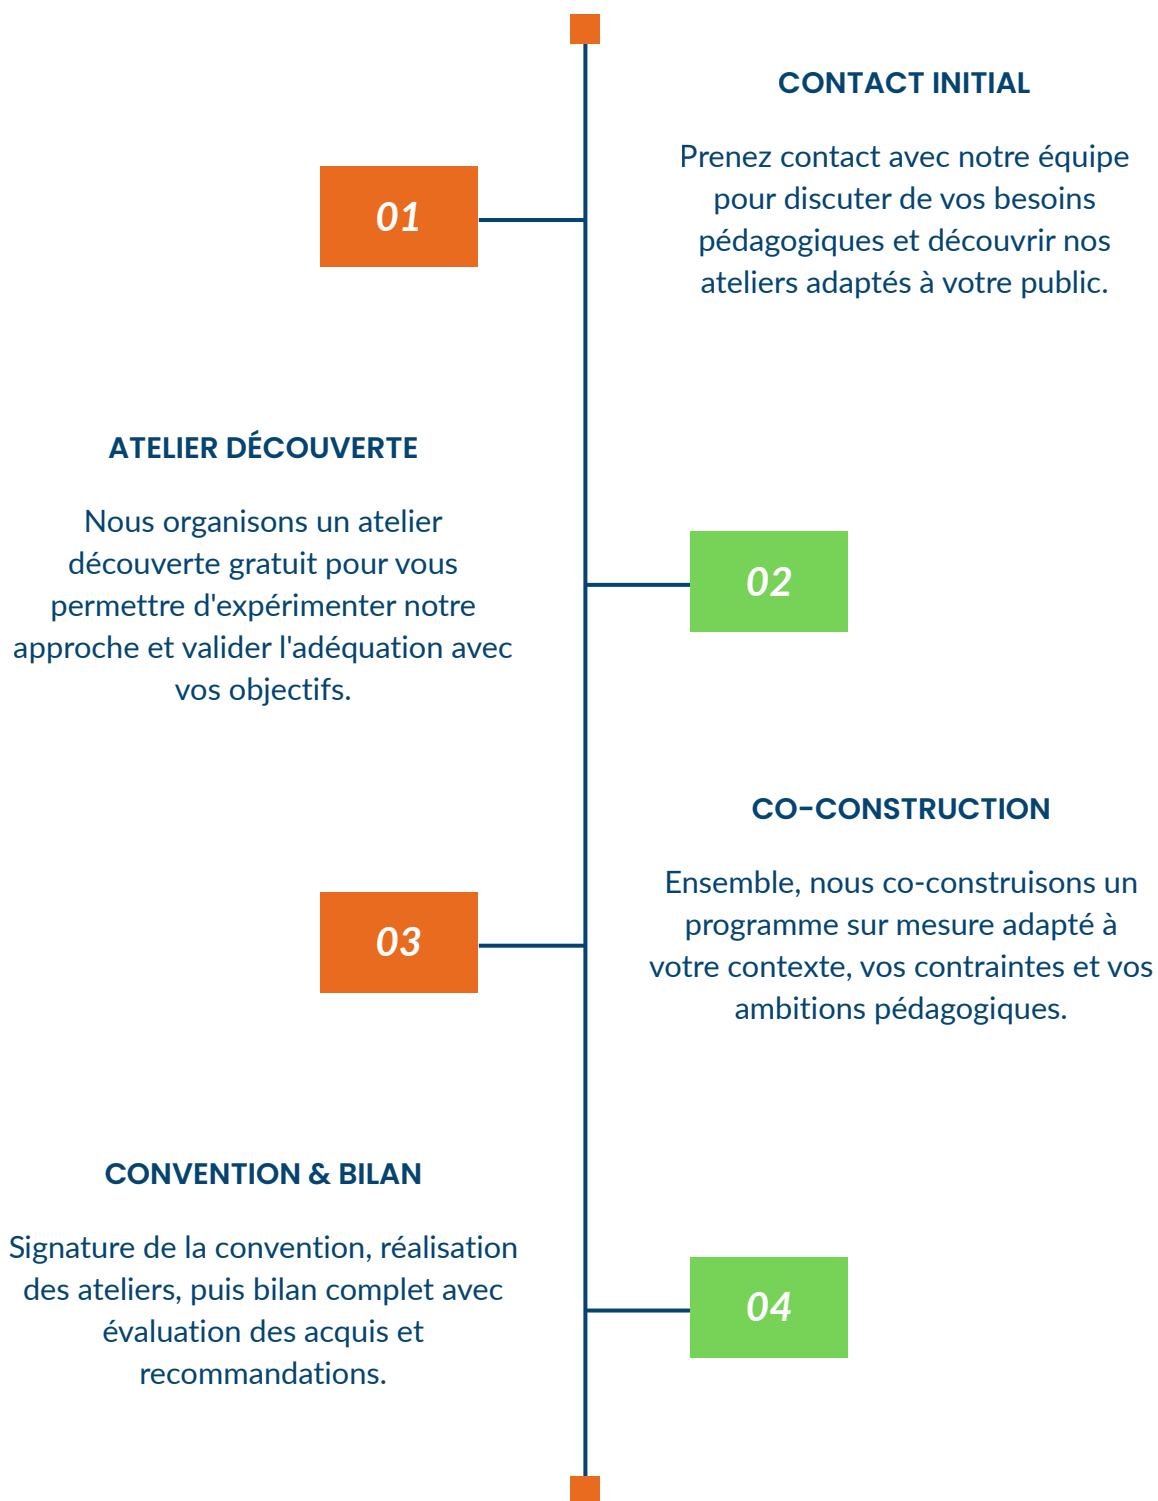 CONTACT INITIAL
Prenez contact avec notre équipe
pour discuter de vos besoins
pédagogiques et découvrir nos
ateliers adaptés à votre public.
01
ATELIER DÉCOUVERTE
Nous organisons un atelier
découverte gratuit pour vous
permettre d'expérimenter notre
approche et valider l'adéquation avec
vos objectifs.
02
CO-CONSTRUCTION
Ensemble, nous co-construisons un
programme sur mesure adapté à
votre contexte, vos contraintes et vos
ambitions pédagogiques.
03
CONVENTION & BILAN
Signature de la convention, réalisation
des ateliers, puis bilan complet avec
évaluation des acquis et
recommandations.
04